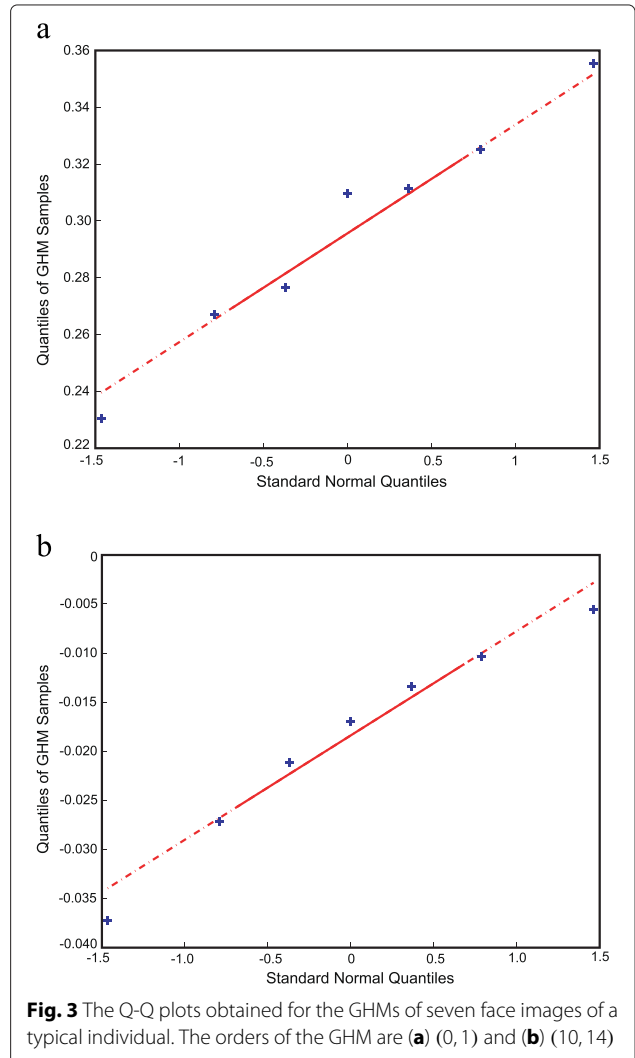 a
0.36
0.34
0.32
0.30
0.28
0.26
0.24
0.22
Quantiles of GHM Samples
-1.5 -1 -0.5 0 0.5 1 1.5
Standard Normal Quantiles
b
0
-0.005
-0.010
-0.015
-0.020
-0.025
-0.030
-0.035
-0.040
Quantiles of GHM Samples
-1.5 -1.0 -0.5 0 0.5 1.0 1.5
Standard Normal Quantiles
Fig. 3 The Q-Q plots obtained for the GHMs of seven face images of a
typical individual. The orders of the GHM are (a) (0, 1) and (b) (10, 14)